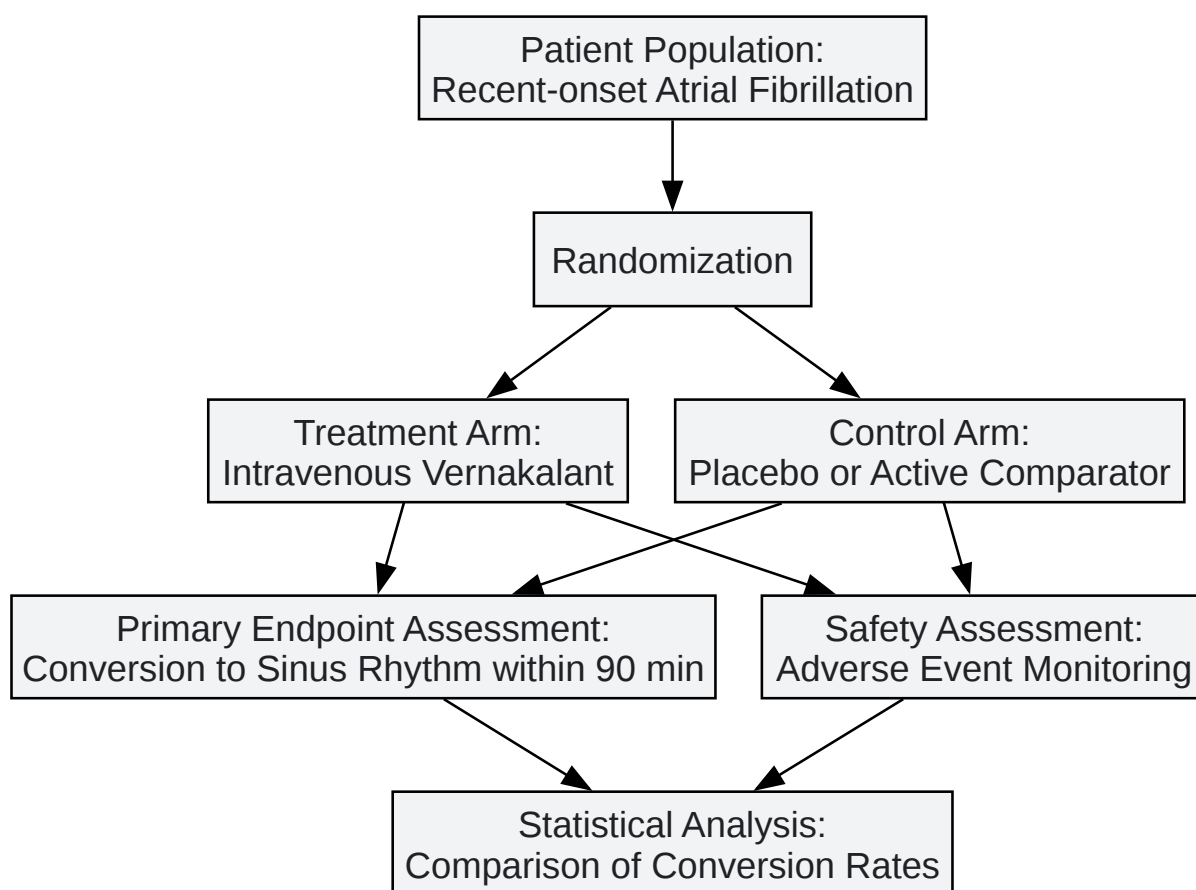 Patient Population:
Recent-onset Atrial Fibrillation
Randomization
Treatment Arm:
Intravenous Vernakalant
Control Arm:
Placebo or Active Comparator
Primary Endpoint Assessment:
Conversion to Sinus Rhythm within 90 min
Safety Assessment:
Adverse Event Monitoring
Statistical Analysis:
Comparison of Conversion Rates